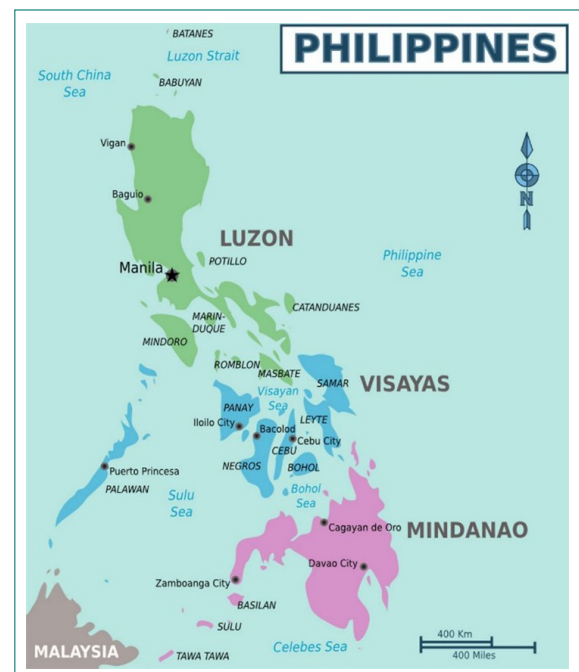 PHILIPPINES
BATANES
Luzon Strait
South China
Sea
BABUYAN
Vigan
Baguio
N
LUZON
POTILLO
Philippine
Sea
Manila
CATANDUANES
MARIN-
DUQUE
MINDORO
ROMBLON
MASBATE
VISAYAS
SAMAR
Visayan
Sea
PANAY
LEYTE
Iloilo City
Bacolod
Cebu City
CEBU
NEGROS
BOHOL
Puerto Princesa
PALAWAN
Sulu
Sea
Bohol
Sea
Cagayan de Oro
MINDANAO
Davao City
Zamboanga City
BASILAN
SULU
Celebes Sea
400 Km
400 Miles
MALAYSIA
TAWA TAWA